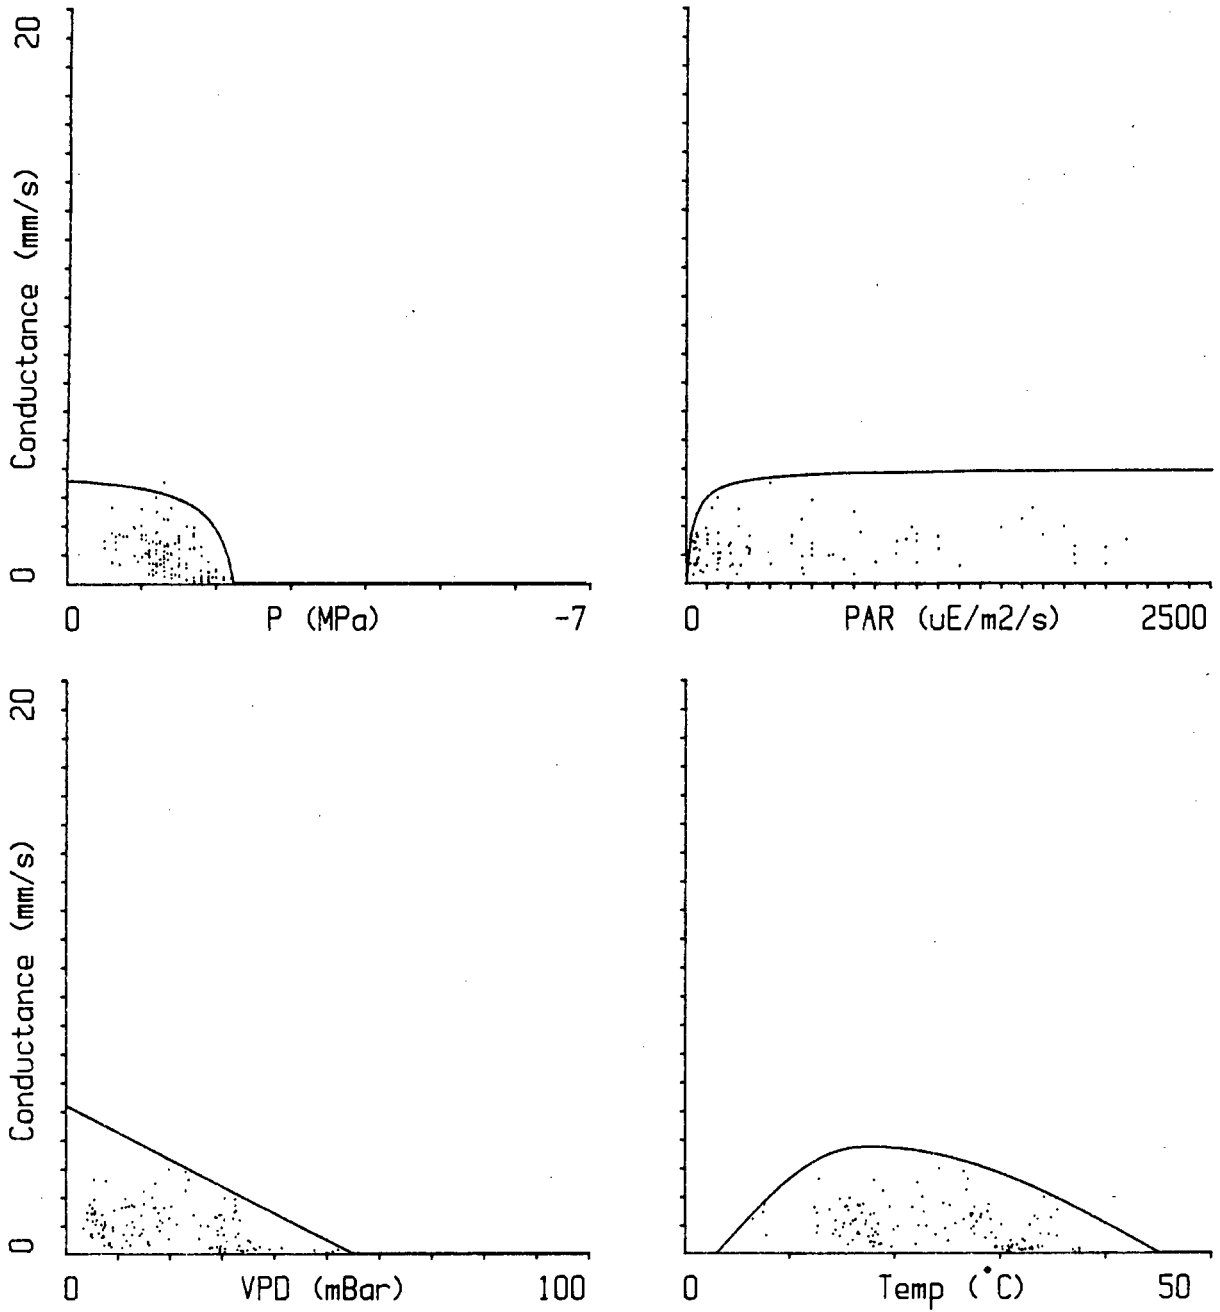 20
Conductance (mm/s)
0
0 P (MPa) -7
0 PAR (uE/m2/s) 2500
20
Conductance (mm/s)
0
0 VPD (mBar) 100
0 Temp (°C) 50